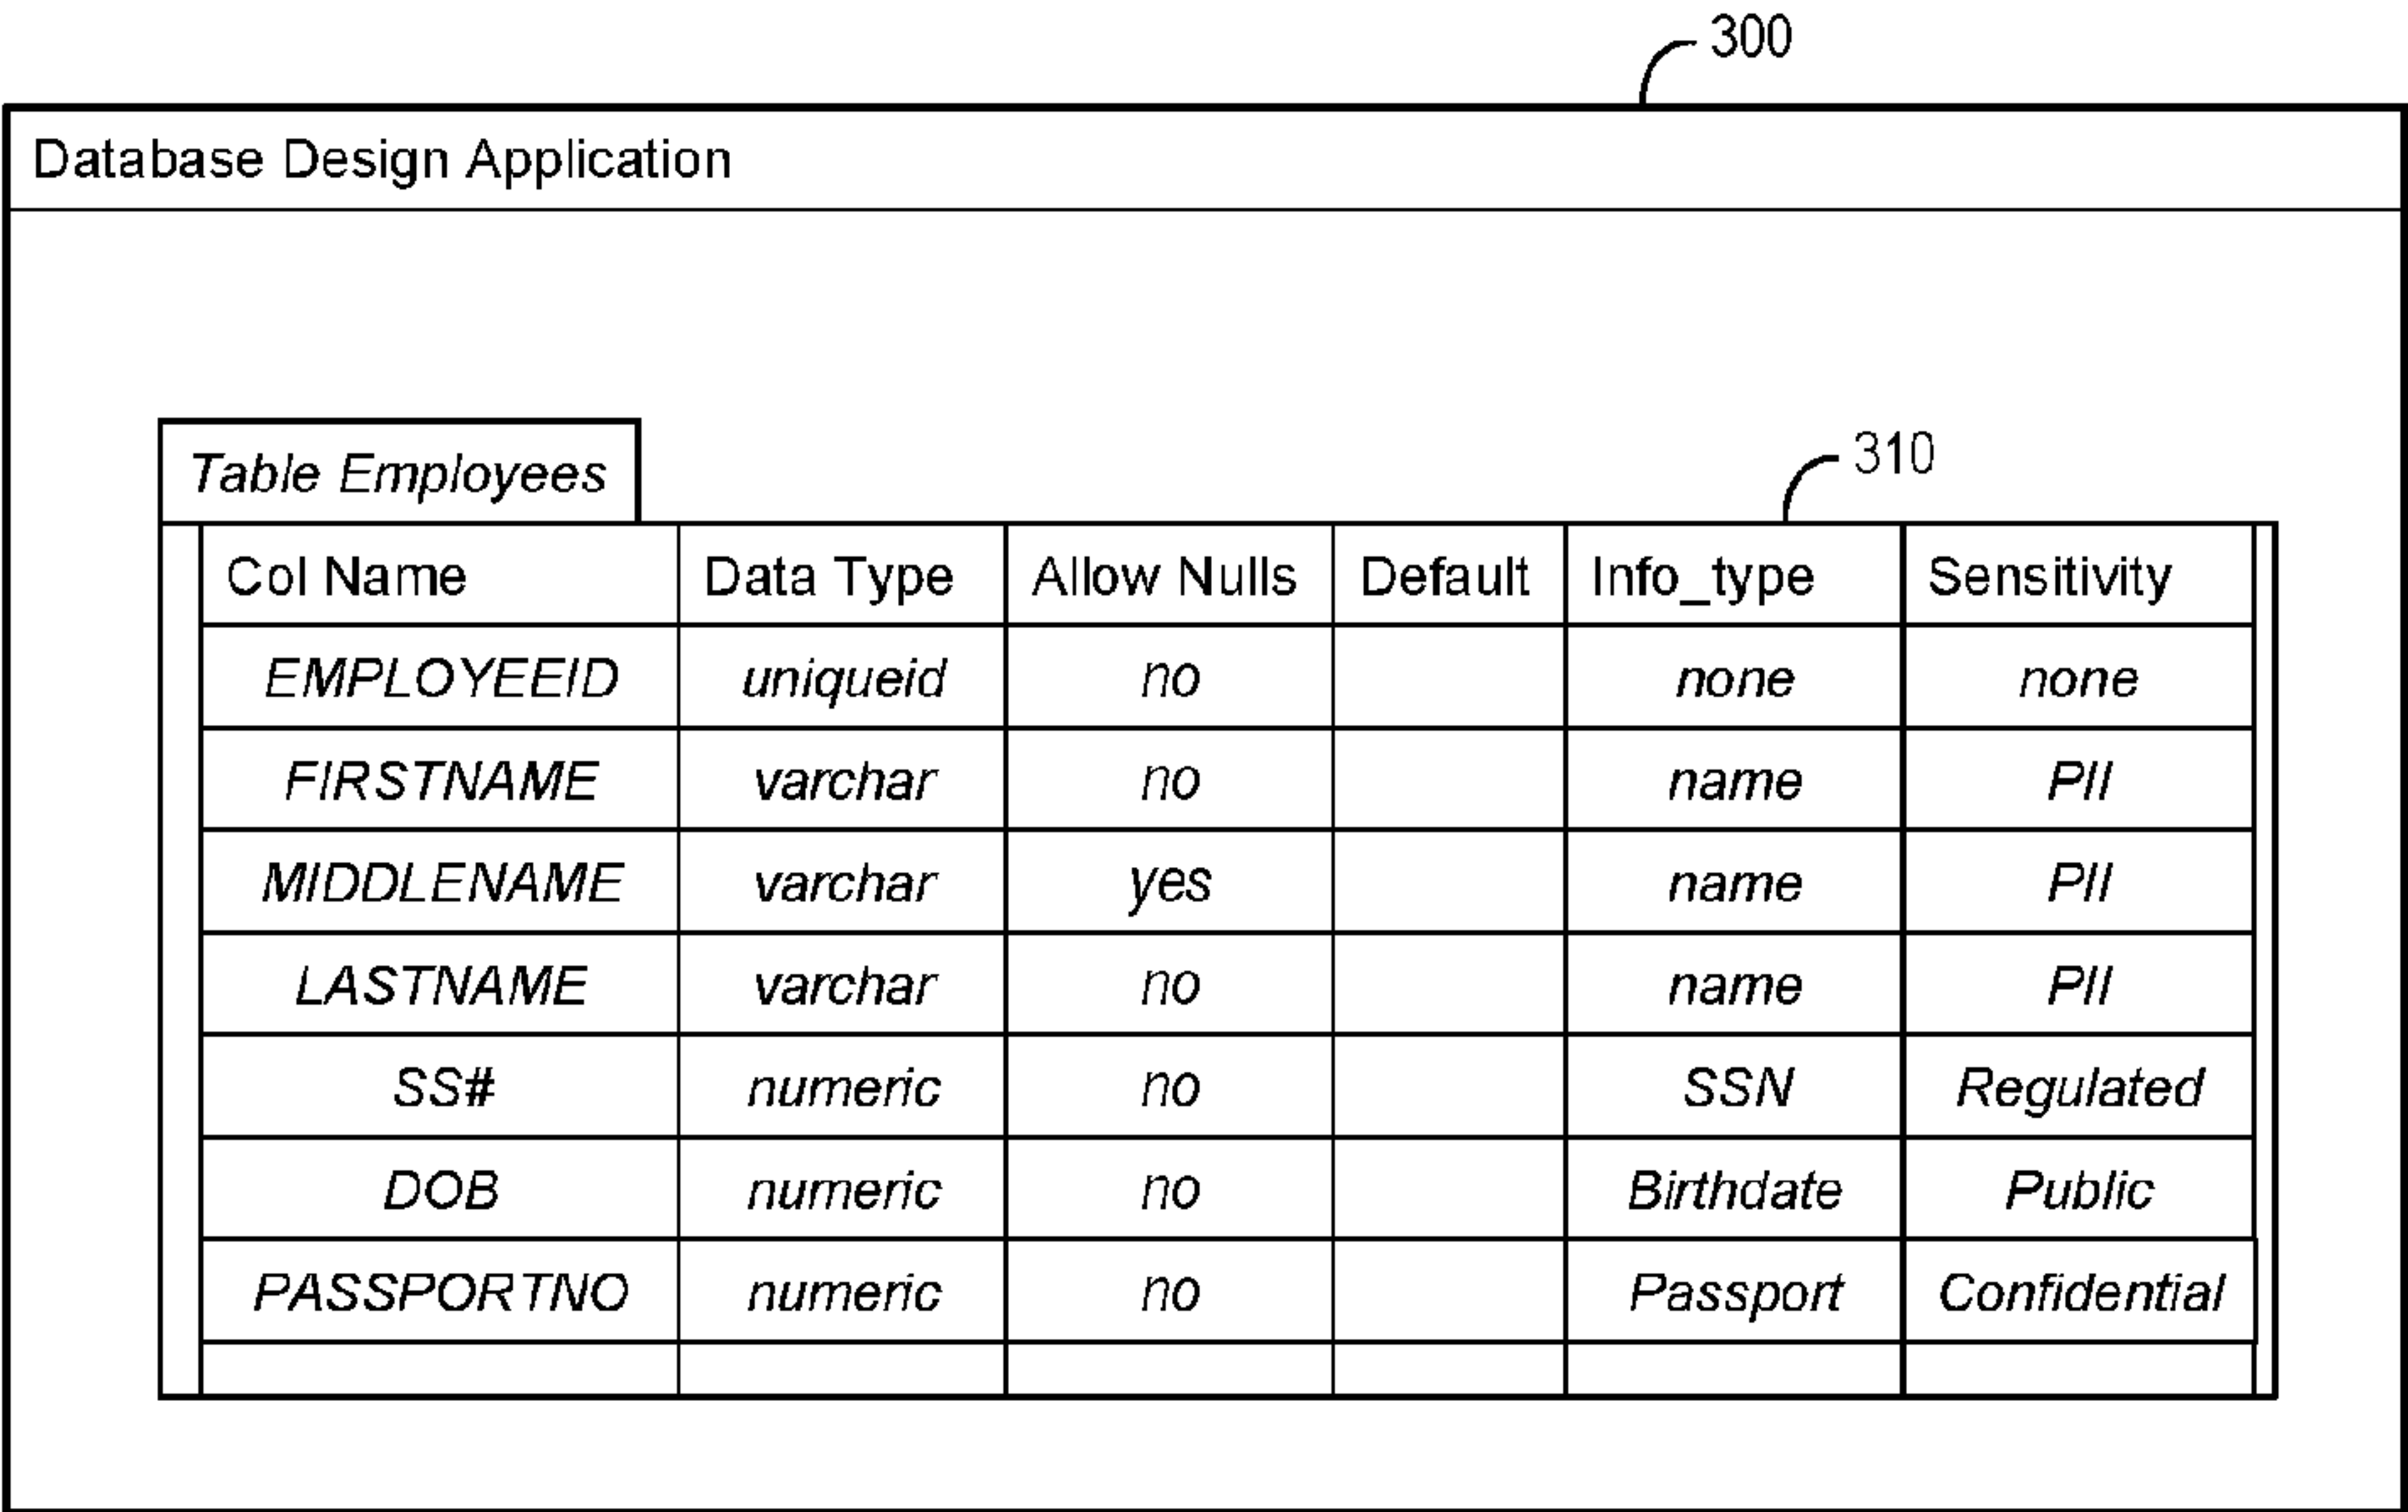 300
Database Design Application
Table Employees
310
Col Name Data Type Allow Nulls Default Info_type Sensitivity
EMPLOYEEID uniqueid no none none
FIRSTNAME varchar no name PII
MIDDLENAME varchar yes name PII
LASTNAME varchar no name PII
SS# numeric no SSN Regulated
DOB numeric no Birthdate Public
PASSPORTNO numeric no Passport Confidential